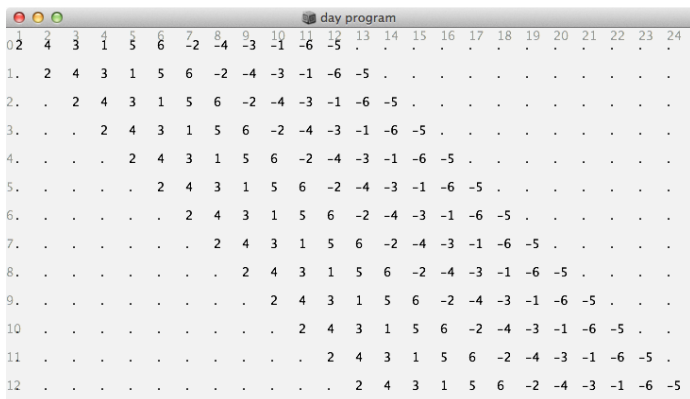 day program
1 2 3 4 5 6 7 8 9 10 11 12 13 14 15 16 17 18 19 20 21 22 23 24
0 2 4 3 1 5 6 -2 -4 -3 -1 -6 -5 . . . . . . . . . . . .
1 . 2 4 3 1 5 6 -2 -4 -3 -1 -6 -5 . . . . . . . . . . .
2 . . 2 4 3 1 5 6 -2 -4 -3 -1 -6 -5 . . . . . . . . . .
3 . . . 2 4 3 1 5 6 -2 -4 -3 -1 -6 -5 . . . . . . . . .
4 . . . . 2 4 3 1 5 6 -2 -4 -3 -1 -6 -5 . . . . . . . .
5 . . . . . 2 4 3 1 5 6 -2 -4 -3 -1 -6 -5 . . . . . . .
6 . . . . . . 2 4 3 1 5 6 -2 -4 -3 -1 -6 -5 . . . . . .
7 . . . . . . . 2 4 3 1 5 6 -2 -4 -3 -1 -6 -5 . . . . .
8 . . . . . . . . 2 4 3 1 5 6 -2 -4 -3 -1 -6 -5 . . . .
9 . . . . . . . . . 2 4 3 1 5 6 -2 -4 -3 -1 -6 -5 . . .
10 . . . . . . . . . . 2 4 3 1 5 6 -2 -4 -3 -1 -6 -5 . .
11 . . . . . . . . . . . 2 4 3 1 5 6 -2 -4 -3 -1 -6 -5 .
12 . . . . . . . . . . . . 2 4 3 1 5 6 -2 -4 -3 -1 -6 -5